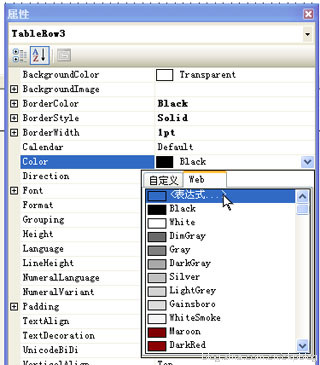 属性
TableRow3
BackgroundColor Transparent
BackgroundImage
BorderColor Black
BorderStyle Solid
BorderWidth 1pt
Calendar Default
Color Black
Direction
自定义 Web
Font
<表达式...
Format
Black
Grouping
White
Height
DimGray
Language
Gray
LineHeight
DarkGray
NumeralLanguage
Silver
NumeralVariant
LightGrey
Padding
Gainsboro
TextAlign
WhiteSmoke
TextDecoration
Maroon
UnicodeBiDi
DarkRed
VerticalAlign Top